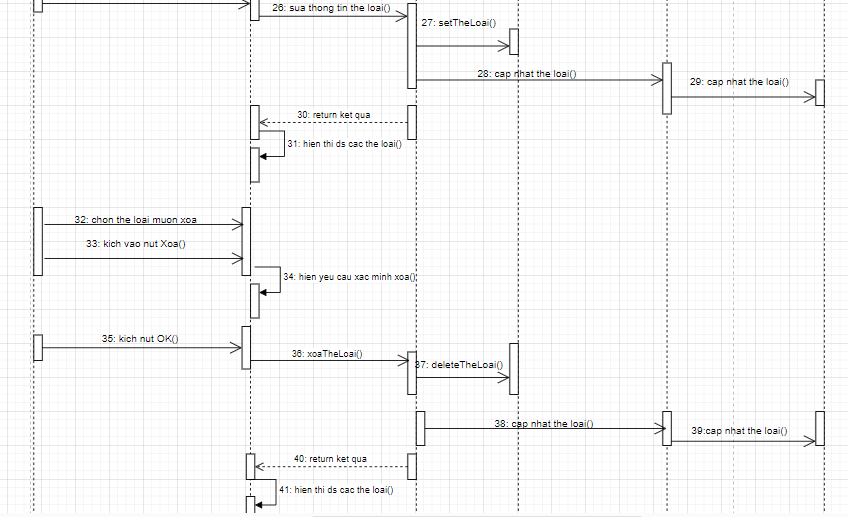 26: sua thong tin the loai()
27: setTheLoai()
28: cap nhat the loai()
29: cap nhat the loai()
30: return ket qua
31: hien thi ds cac the loai()
32: chon the loai muon xoa
33: kich vao nut Xoa()
34: hien yeu cau xac minh xoa()
35: kich nut OK()
36: xoaTheLoai()
37: deleteTheLoai()
38: cap nhat the loai()
39:cap nhat the loai()
40: return ket qua
41: hien thi ds cac the loai()